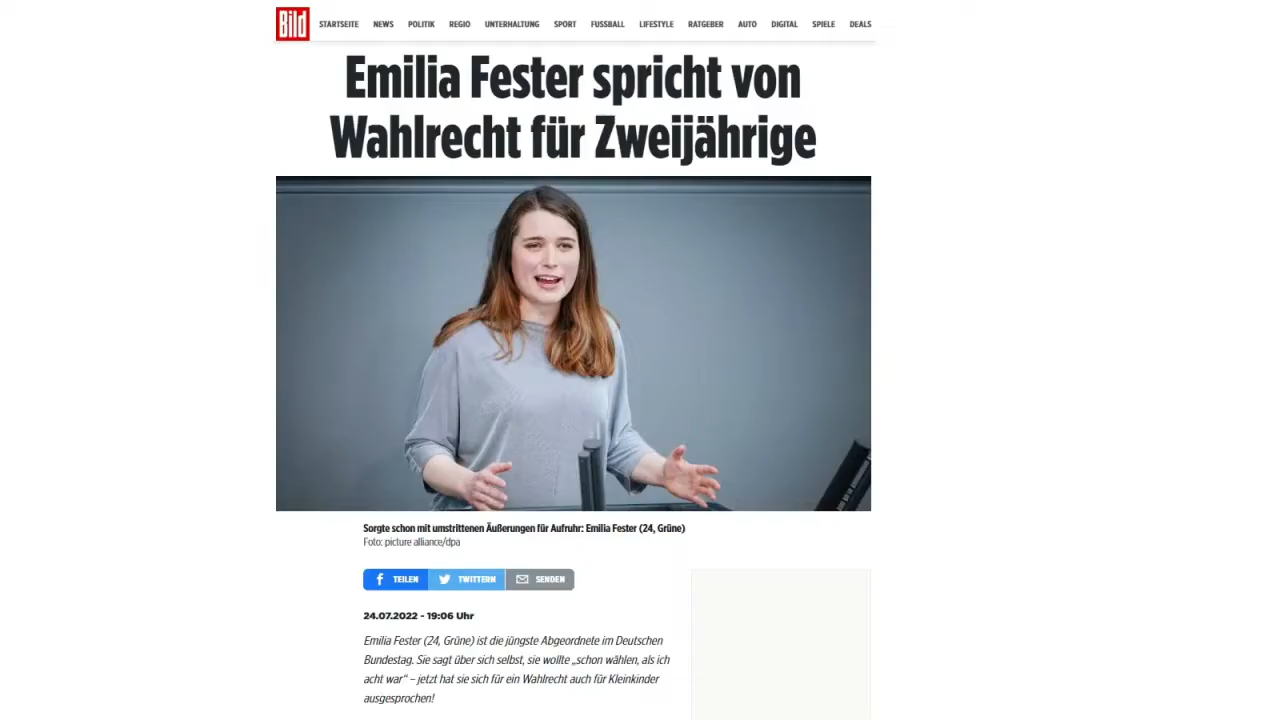 Bild STARTSEITE NEWS POLITIK REGIO UNTERHALTUNG SPORT FUSSBALL LIFESTYLE RATGEBER AUTO DIGITAL SPIELE DEALS
Emilia Fester spricht von
Wahlrecht für Zweijährige
Sorgte schon mit umstrittenen Äußerungen für Aufruhr: Emilia Fester (24, Grüne)
Foto: picture alliance/dpa
TEILEN TWITTERN SENDEN
24.07.2022 - 19:06 Uhr
Emilia Fester (24, Grüne) ist die jüngste Abgeordnete im Deutschen
Bundestag. Sie sagt über sich selbst, sie wollte „schon wählen, als ich
acht war“ – jetzt hat sie sich für ein Wahlrecht auch für Kleinkinder
ausgesprochen!